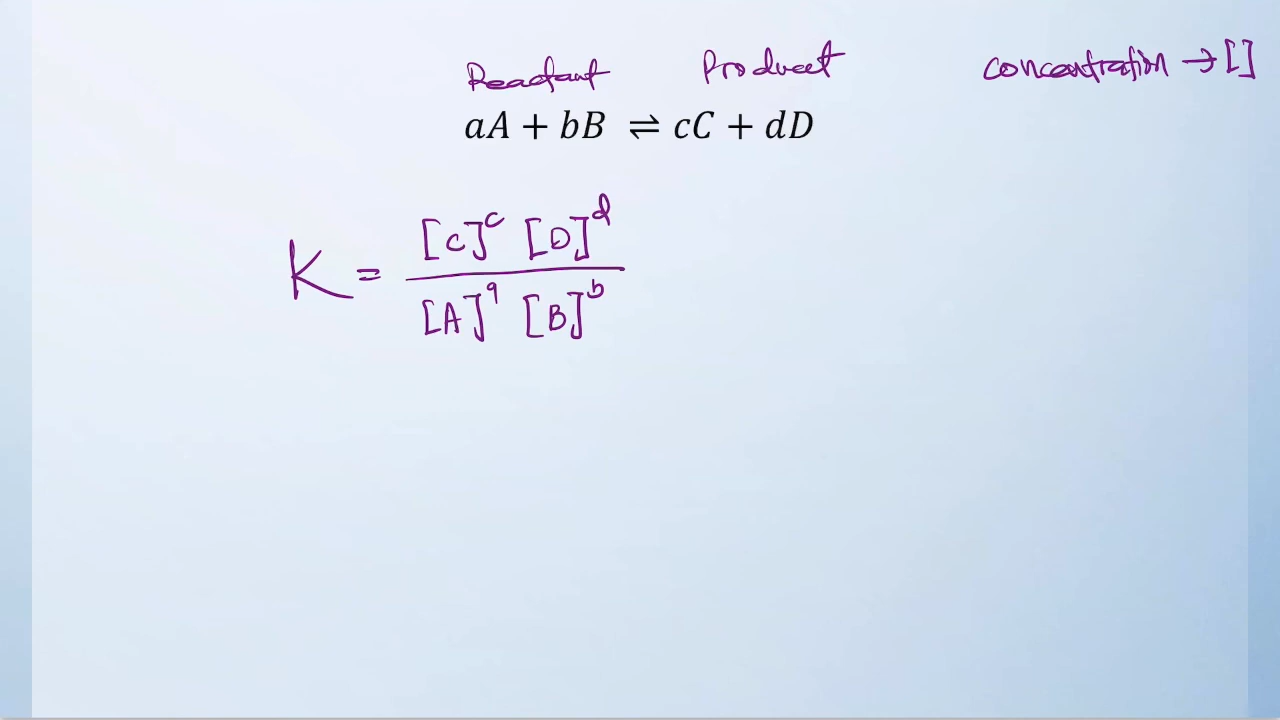 Reactant Product concentration → []
aA + bB ⇌ cC + dD
K = [C]^c [D]^d / [A]^a [B]^b